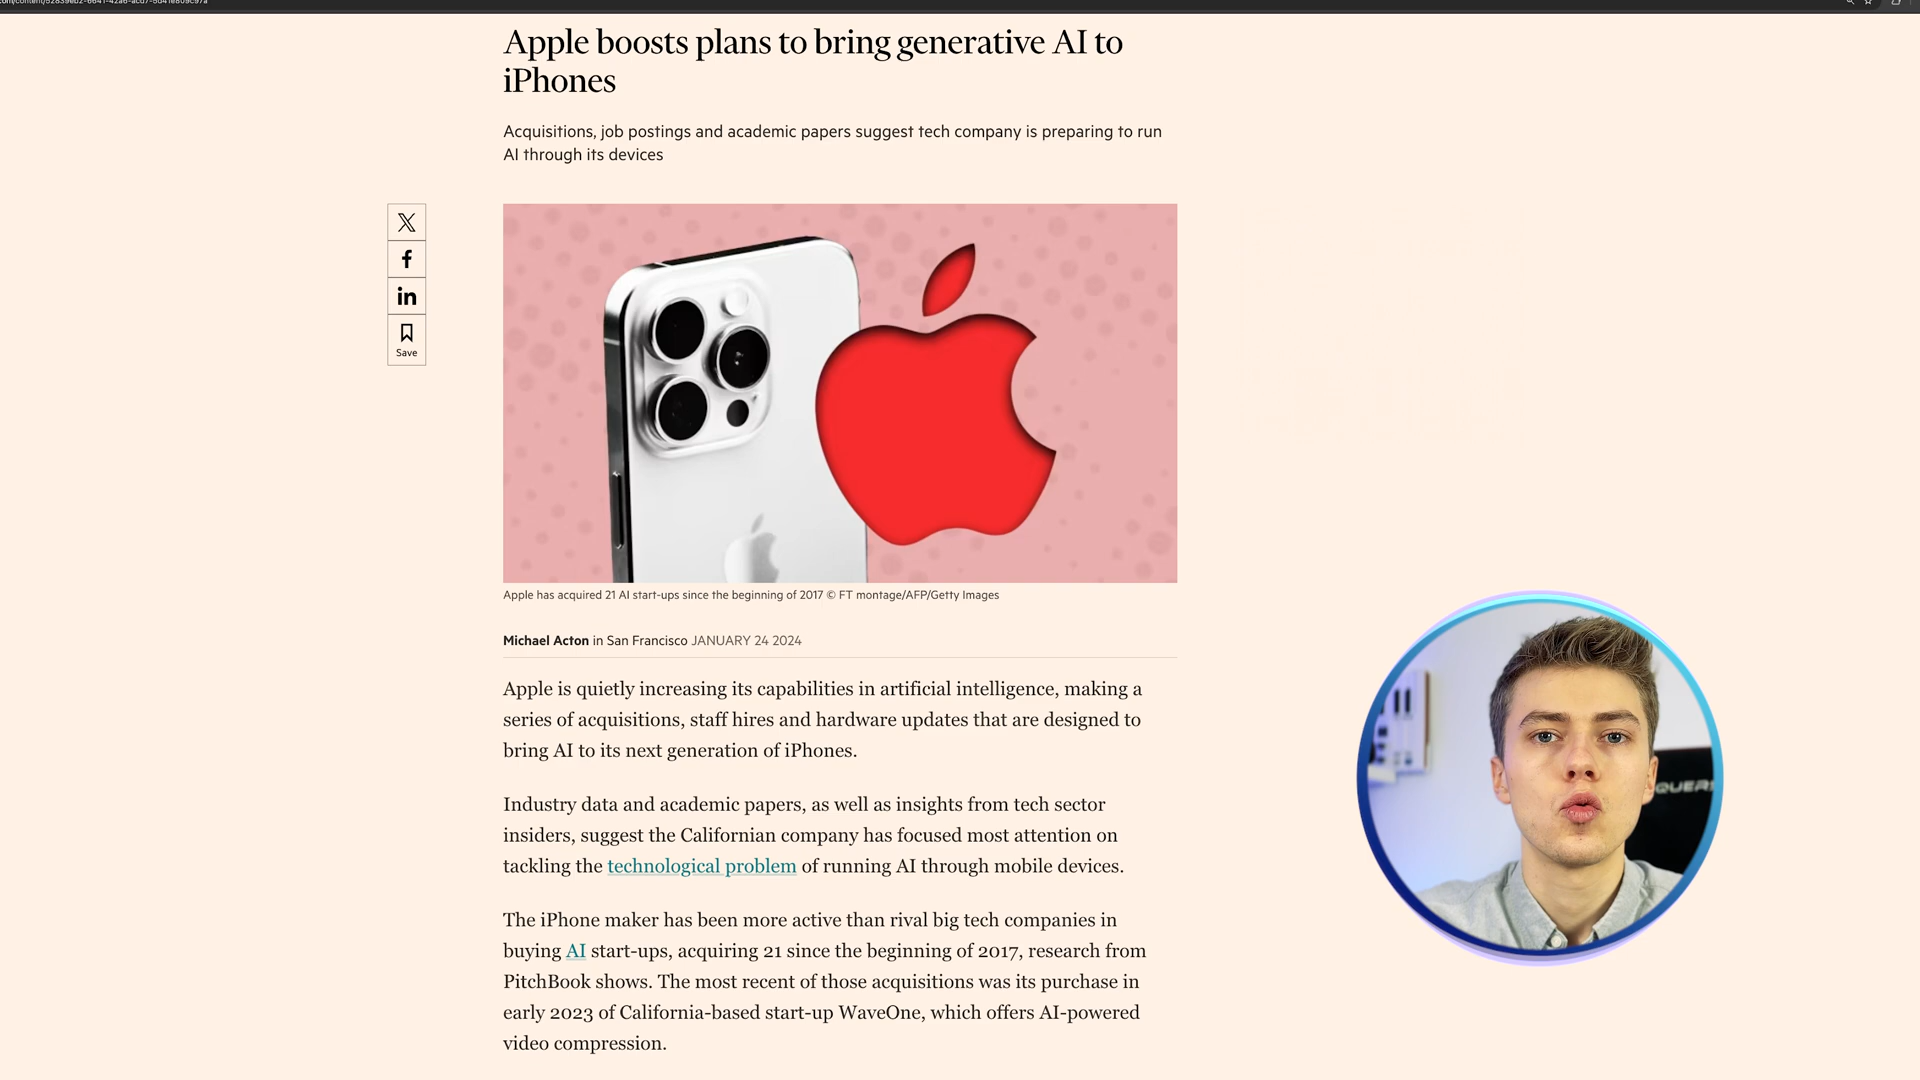 Apple boosts plans to bring generative AI to
iPhones
Acquisitions, job postings and academic papers suggest tech company is preparing to run
AI through its devices
Save
Apple has acquired 21 AI start-ups since the beginning of 2017 © FT montage/AFP/Getty Images
Michael Acton in San Francisco JANUARY 24 2024
Apple is quietly increasing its capabilities in artificial intelligence, making a
series of acquisitions, staff hires and hardware updates that are designed to
bring AI to its next generation of iPhones.
Industry data and academic papers, as well as insights from tech sector
insiders, suggest the Californian company has focused most attention on
tackling the technological problem of running AI through mobile devices.
The iPhone maker has been more active than rival big tech companies in
buying AI start-ups, acquiring 21 since the beginning of 2017, research from
PitchBook shows. The most recent of those acquisitions was its purchase in
early 2023 of California-based start-up WaveOne, which offers AI-powered
video compression.